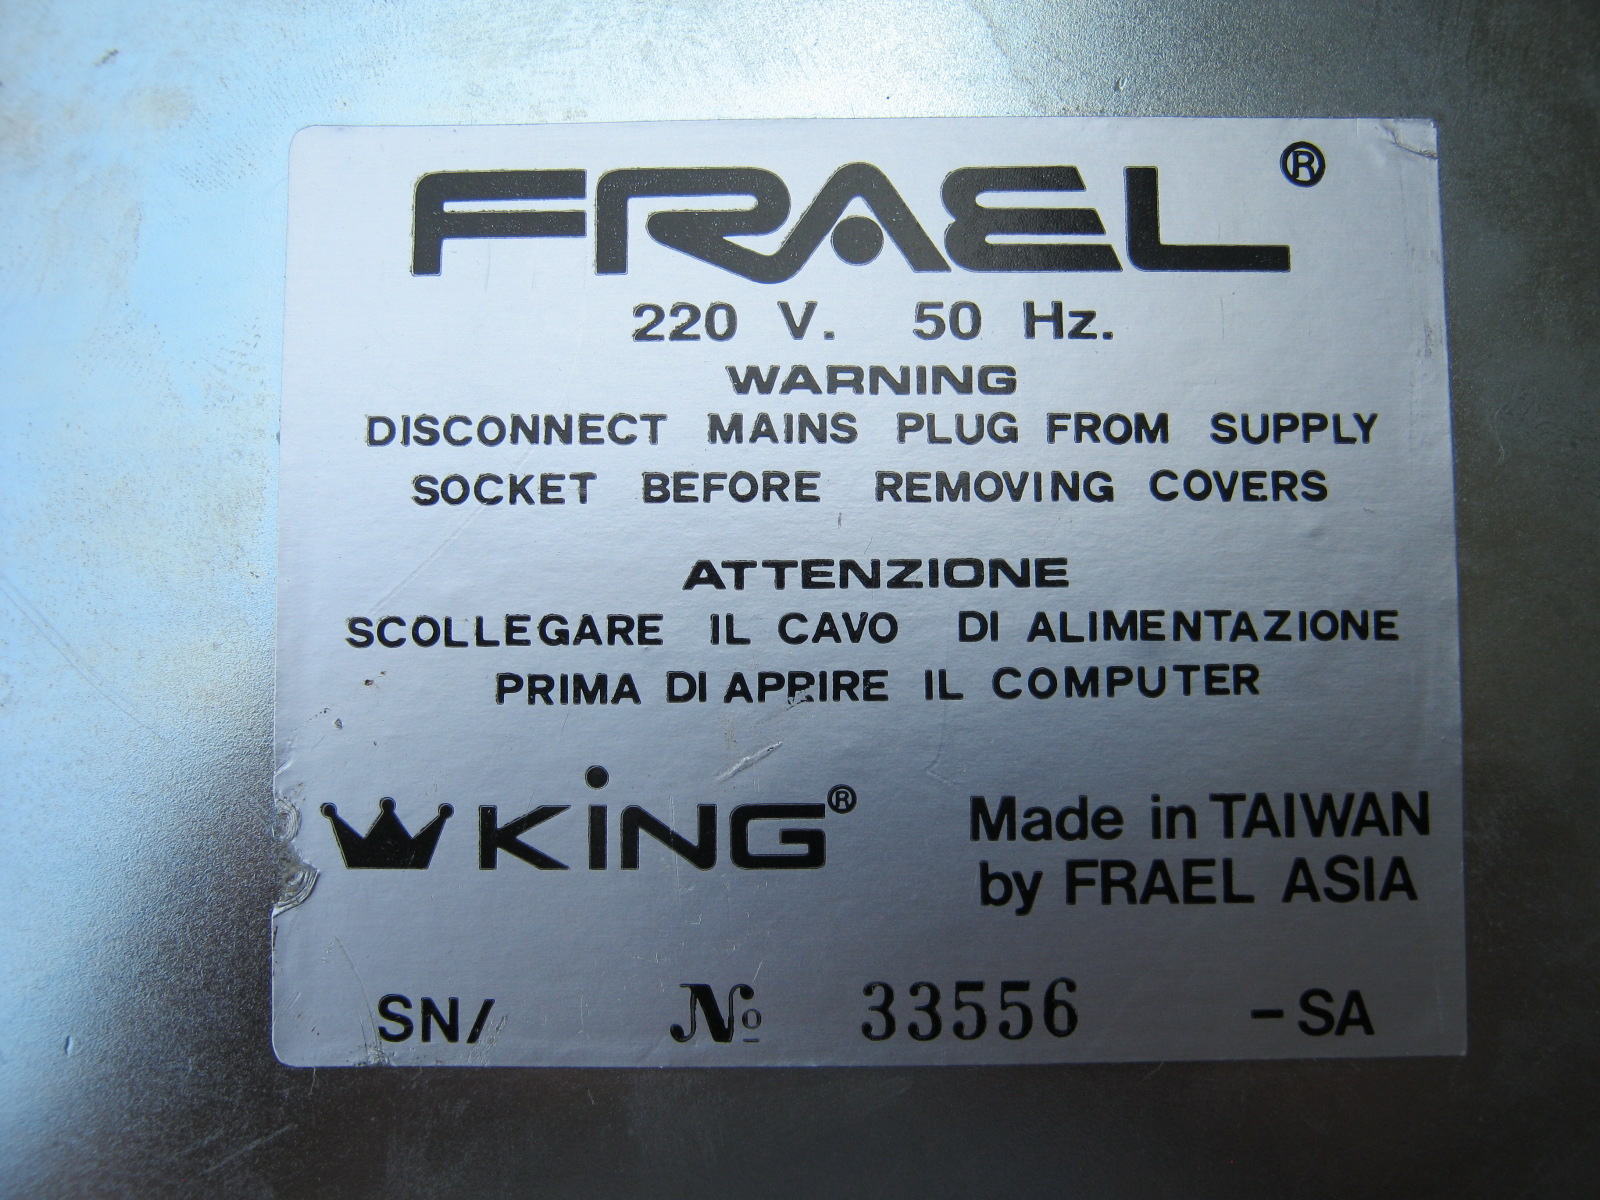 FRAEL®
220 V. 50 Hz.
WARNING
DISCONNECT MAINS PLUG FROM SUPPLY
SOCKET BEFORE REMOVING COVERS
ATTENZIONE
SCOLLEGARE IL CAVO DI ALIMENTAZIONE
PRIMA DI APRIRE IL COMPUTER
KiNG®
Made in TAIWAN
by FRAEL ASIA
SN/ No 33556 -SA